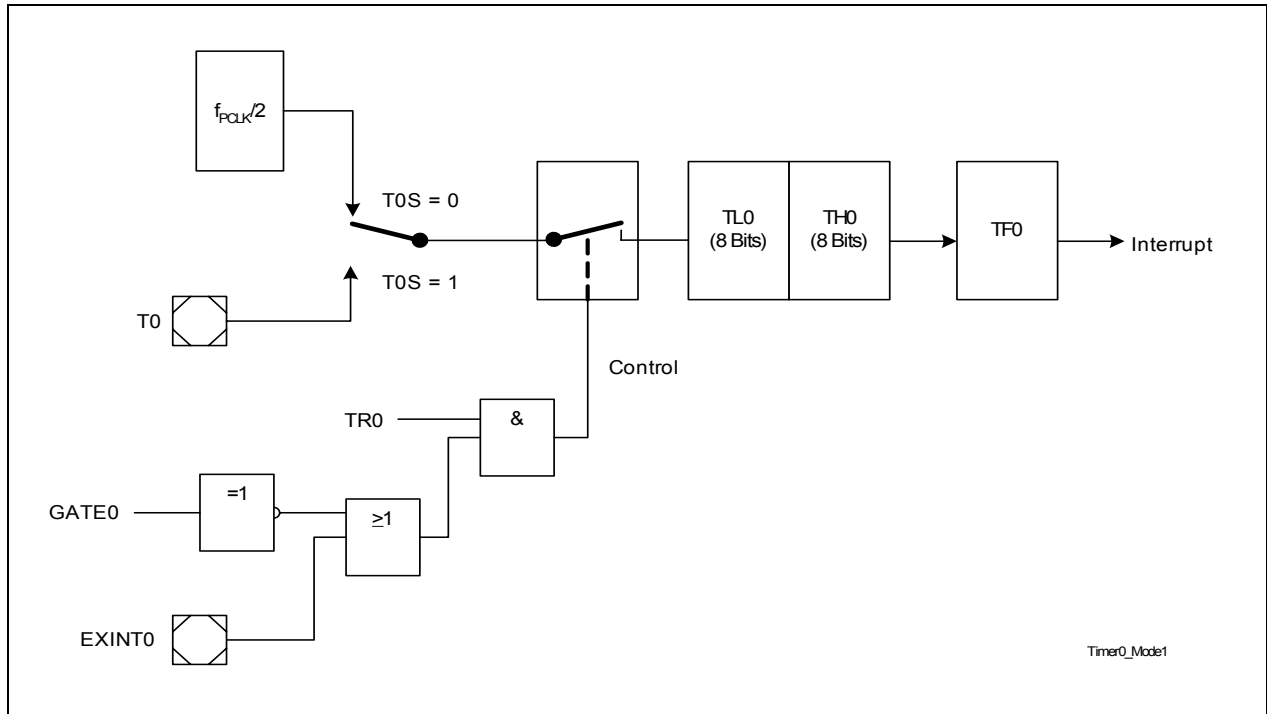 fPCLK/2
T0S = 0
TL0
(8 Bits)
TH0
(8 Bits)
TF0
Interrupt
T0S = 1
T0
Control
TR0
&
=1
GATE0
≥1
EXINT0
Timer0_Mode1